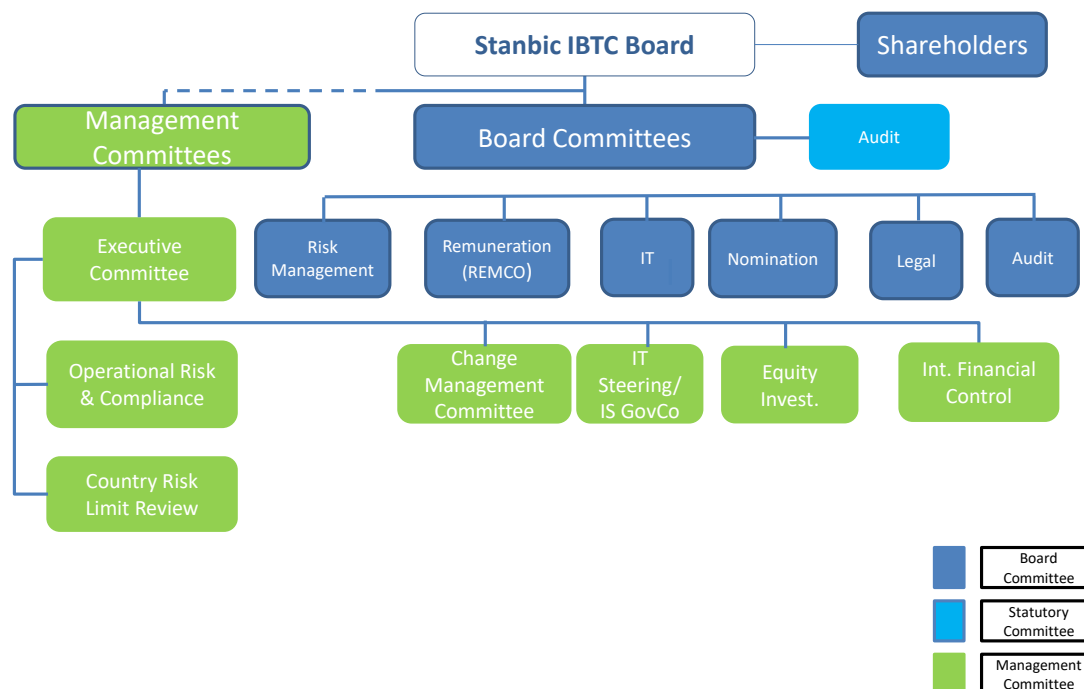 Stanbic IBTC Board
Shareholders
Management
Committees
Board Committees
Audit
Executive
Committee
Risk
Management
Remuneration
(REMCO)
IT
Nomination
Legal
Audit
Operational Risk
& Compliance
Change
Management
Committee
IT
Steering/
IS GovCo
Equity
Invest.
Int. Financial
Control
Country Risk
Limit Review
Board
Committee
Statutory
Committee
Management
Committee